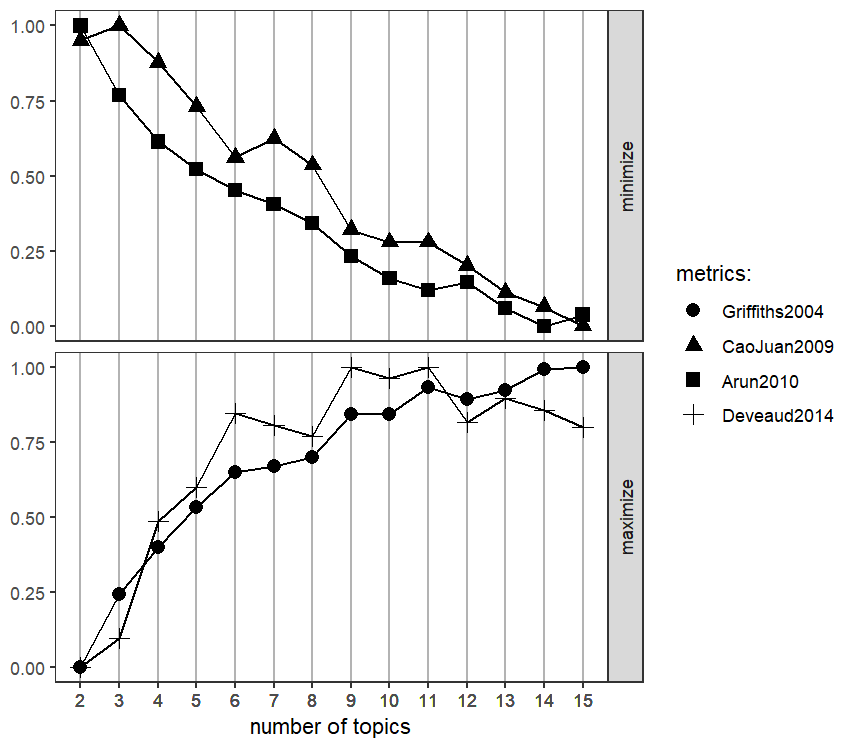 1.00
0.75
0.50
0.25
0.00
minimize
1.00
0.75
0.50
0.25
0.00
maximize
2 3 4 5 6 7 8 9 10 11 12 13 14 15
number of topics
metrics:
Griffiths2004
CaoJuan2009
Arun2010
Deveaud2014